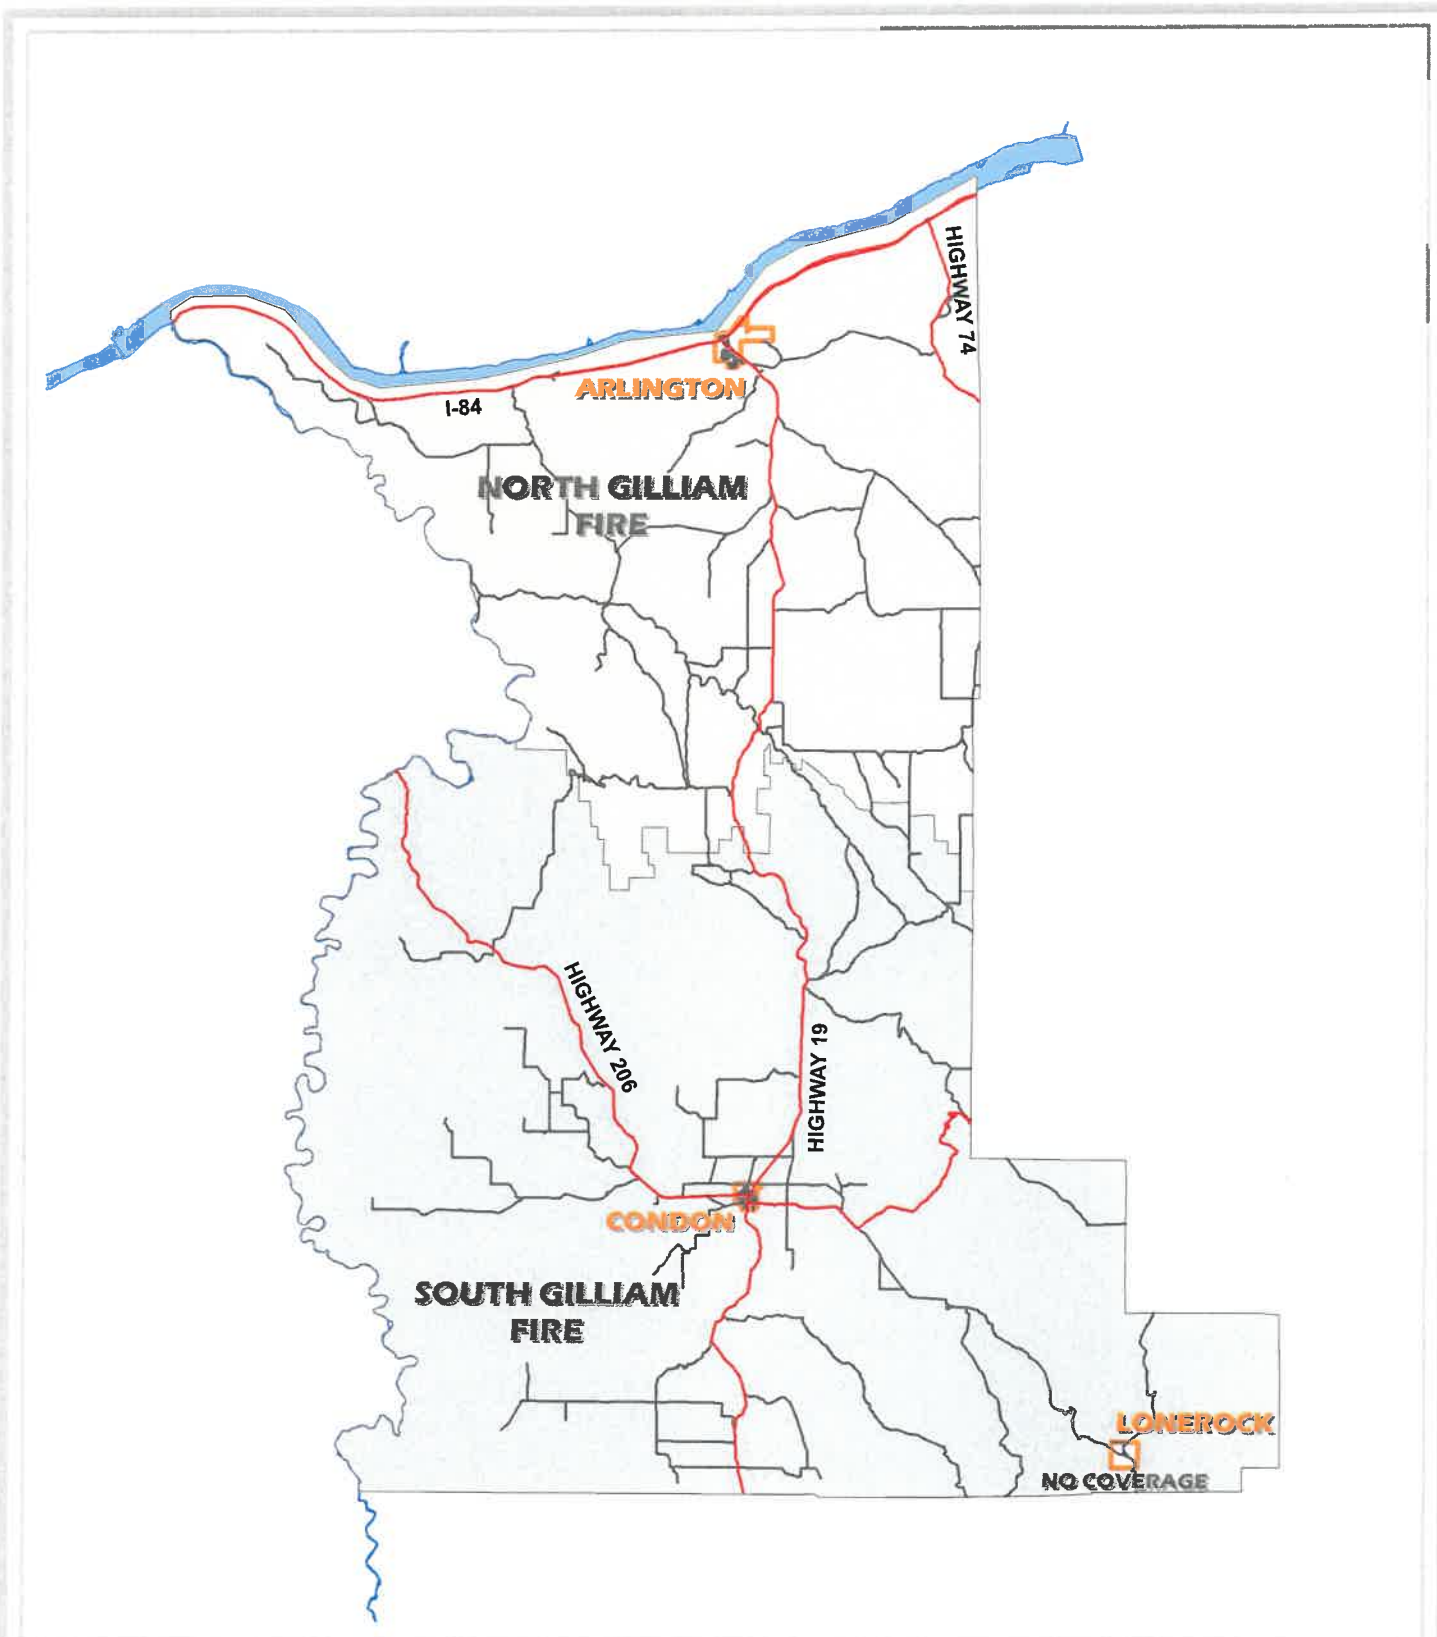 HIGHWAY 74
ARLINGTON
I-84
NORTH GILLIAM
FIRE
HIGHWAY 206
HIGHWAY 19
CONDON
SOUTH GILLIAM
FIRE
LONEROCK
NO COVERAGE